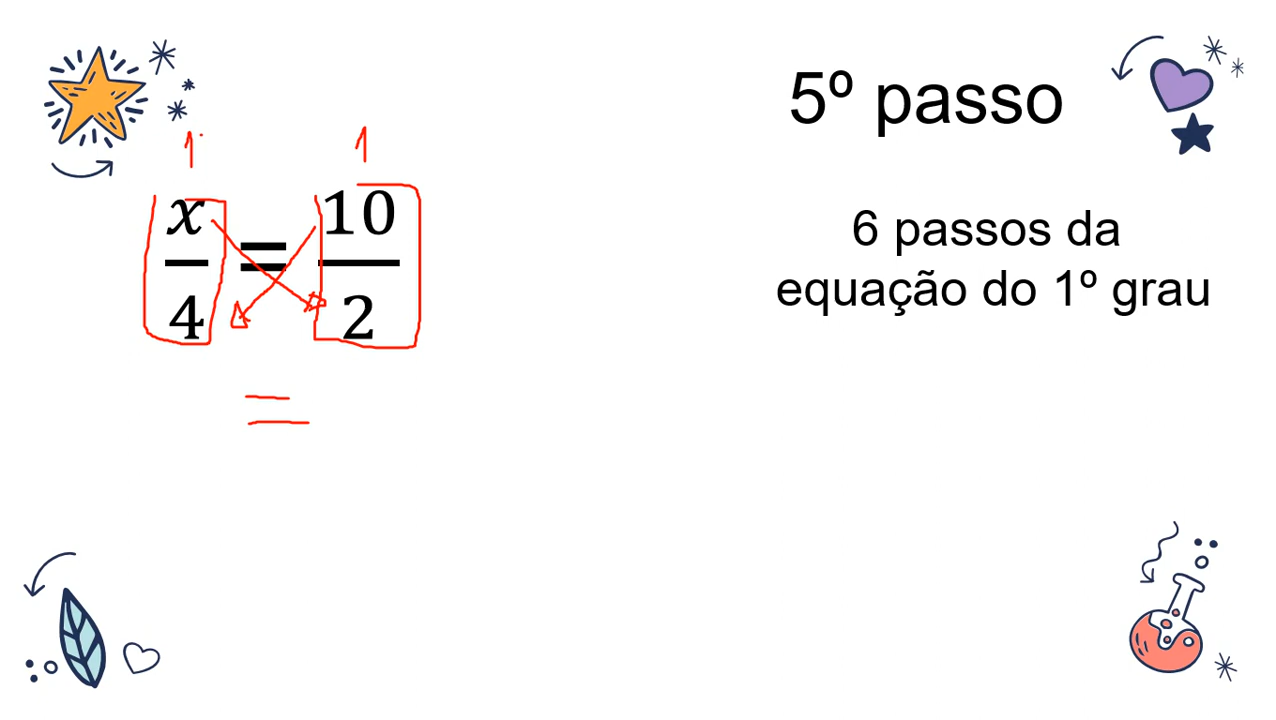 5º passo
1 1
x/4 = 10/2
=
6 passos da
equação do 1º grau